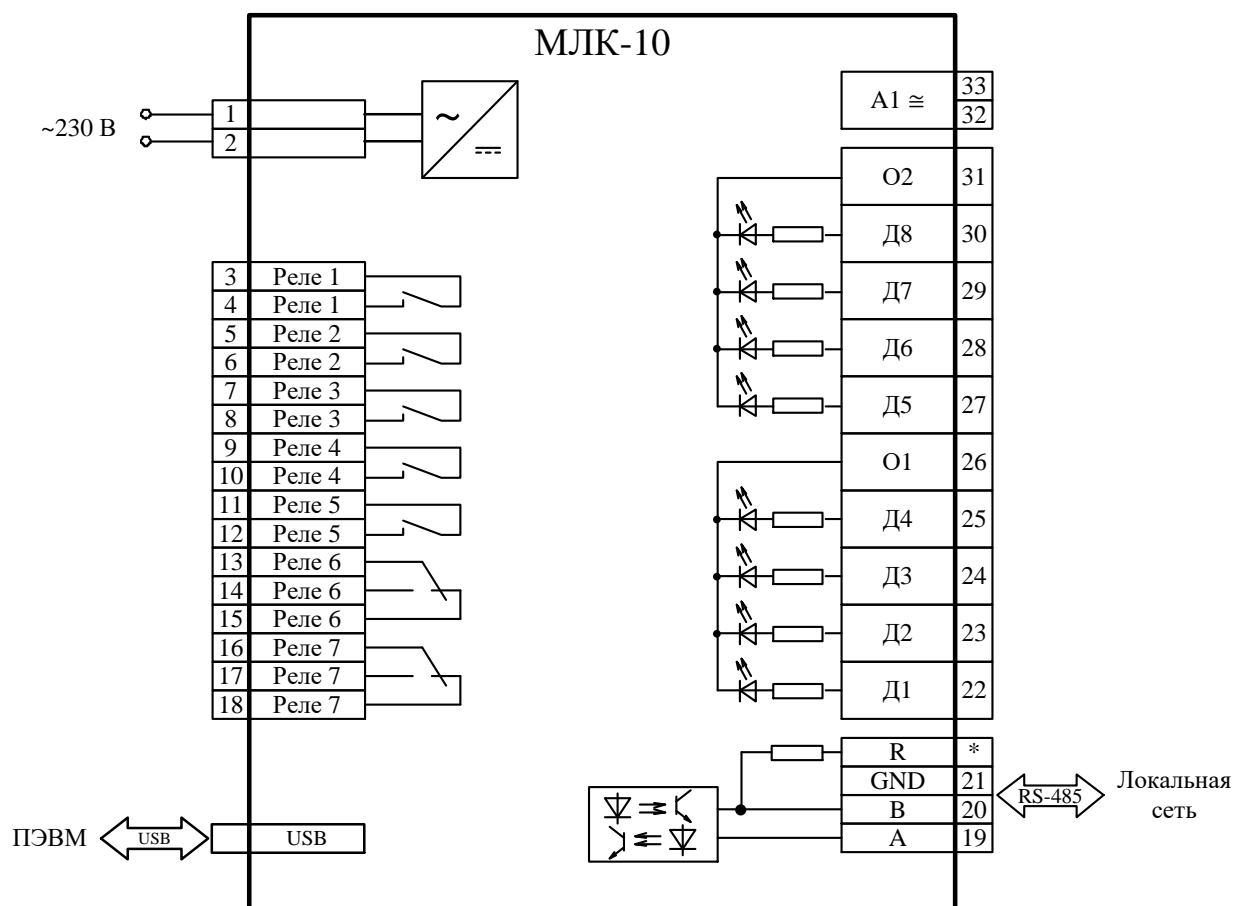 МЛК-10
~230 В
1
2
~
3 Реле 1
4 Реле 1
5 Реле 2
6 Реле 2
7 Реле 3
8 Реле 3
9 Реле 4
10 Реле 4
11 Реле 5
12 Реле 5
13 Реле 6
14 Реле 6
15 Реле 6
16 Реле 7
17 Реле 7
18 Реле 7
ПЭВМ USB USB
A1 ≅ 33
32
О2 31
Д8 30
Д7 29
Д6 28
Д5 27
О1 26
Д4 25
Д3 24
Д2 23
Д1 22
R *
GND 21
B 20
A 19
RS-485
Локальная
сеть